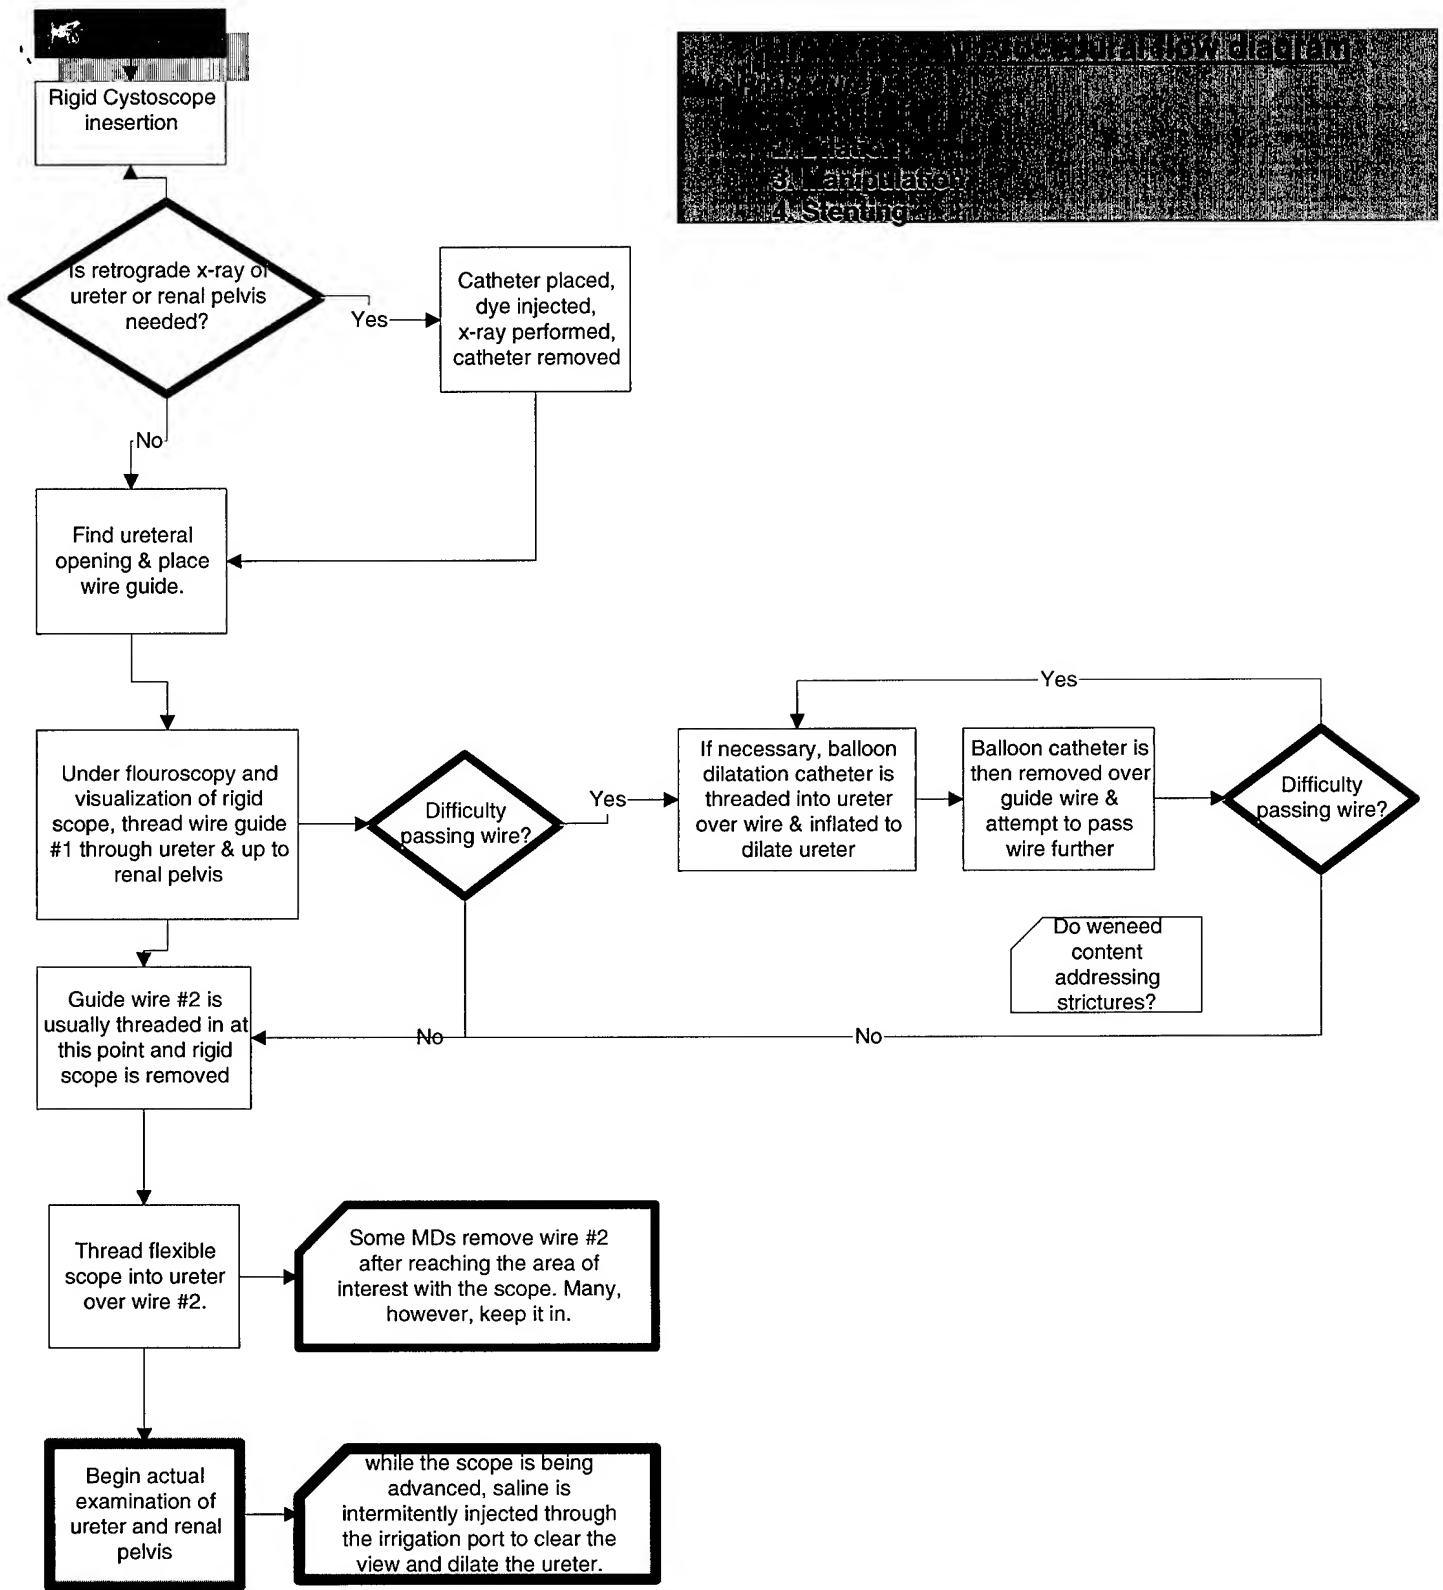 Procedural flow diagram
3. Manipulation
4. Stenting
Rigid Cystoscope
inesertion
Is retrograde x-ray of
ureter or renal pelvis
needed?
Yes
Catheter placed,
dye injected,
x-ray performed,
catheter removed
No
Find ureteral
opening & place
wire guide.
Under flouroscopy and
visualization of rigid
scope, thread wire guide
#1 through ureter & up to
renal pelvis
Difficulty
passing wire?
Yes
If necessary, balloon
dilatation catheter is
threaded into ureter
over wire & inflated to
dilate ureter
Balloon catheter is
then removed over
guide wire &
attempt to pass
wire further
Difficulty
passing wire?
Yes
Do weneed
content
addressing
strictures?
No
No
Guide wire #2 is
usually threaded in at
this point and rigid
scope is removed
Thread flexible
scope into ureter
over wire #2.
Some MDs remove wire #2
after reaching the area of
interest with the scope. Many,
however, keep it in.
Begin actual
examination of
ureter and renal
pelvis
while the scope is being
advanced, saline is
intermitently injected through
the irrigation port to clear the
view and dilate the ureter.